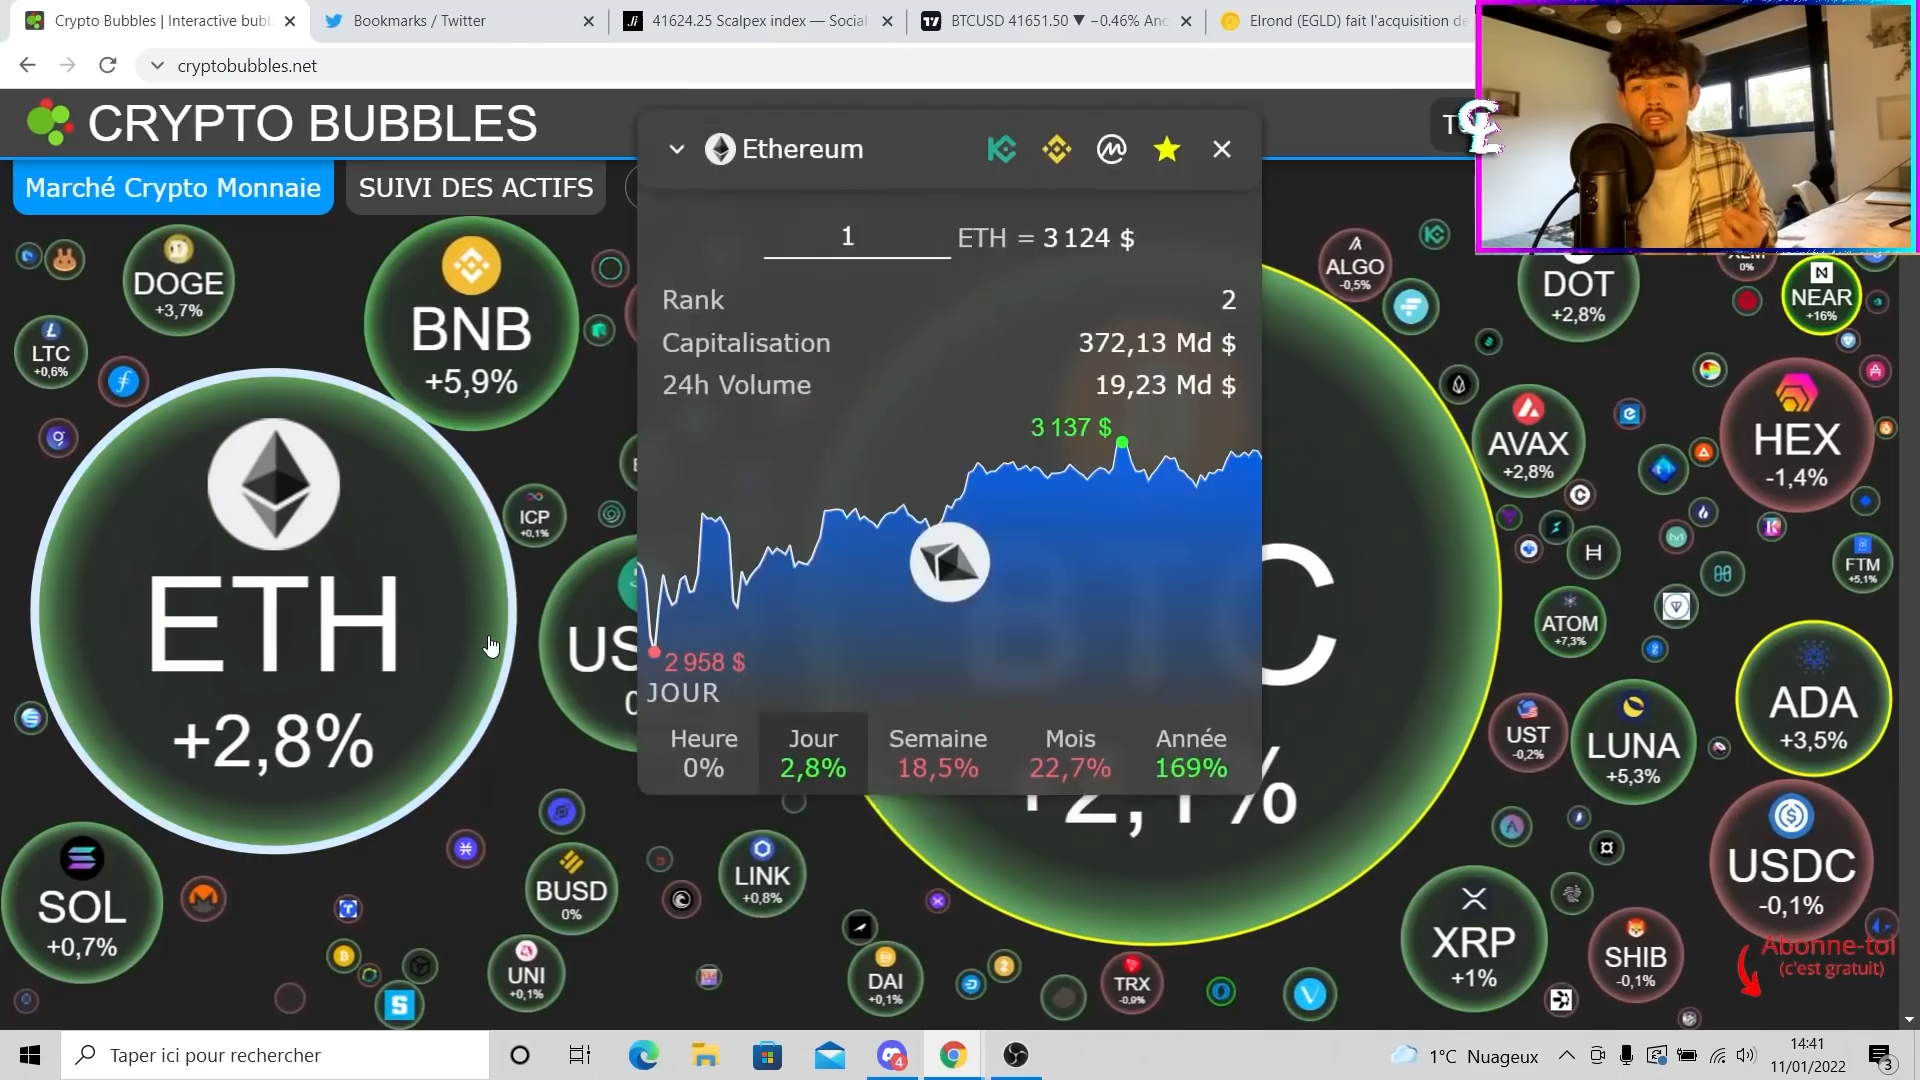 Crypto Bubbles | Interactive bubb
Bookmarks / Twitter
41624.25 Scalpex index — Social
BTCUSD 41651.50 ▼ −0.46% Ano
Elrond (EGLD) fait l'acquisition de
cryptobubbles.net
CRYPTO BUBBLES
Marché Crypto Monnaie
SUIVI DES ACTIFS
Ethereum
1 ETH = 3 124 $
Rank 2
Capitalisation 372,13 Md $
24h Volume 19,23 Md $
3 137 $
2 958 $
JOUR
Heure Jour Semaine Mois Année
0% 2,8% 18,5% 22,7% 169%
DOGE
+3,7%
BNB
+5,9%
LTC
+0,6%
ETH
+2,8%
ICP
+0,1%
SOL
+0,7%
BUSD
0%
LINK
+0,8%
UNI
+0,1%
DAI
+0,1%
TRX
-0,9%
ALGO
-0,5%
DOT
+2,8%
XLM
0%
NEAR
+16%
AVAX
+2,8%
HEX
-1,4%
FTM
+5,1%
ATOM
+7,3%
ADA
+3,5%
UST
-0,2%
LUNA
+5,3%
USDC
-0,1%
XRP
+1%
SHIB
-0,1%
Abonne-toi
(c'est gratuit)
Taper ici pour rechercher
4
1°C Nuageux
14:41
11/01/2022
3